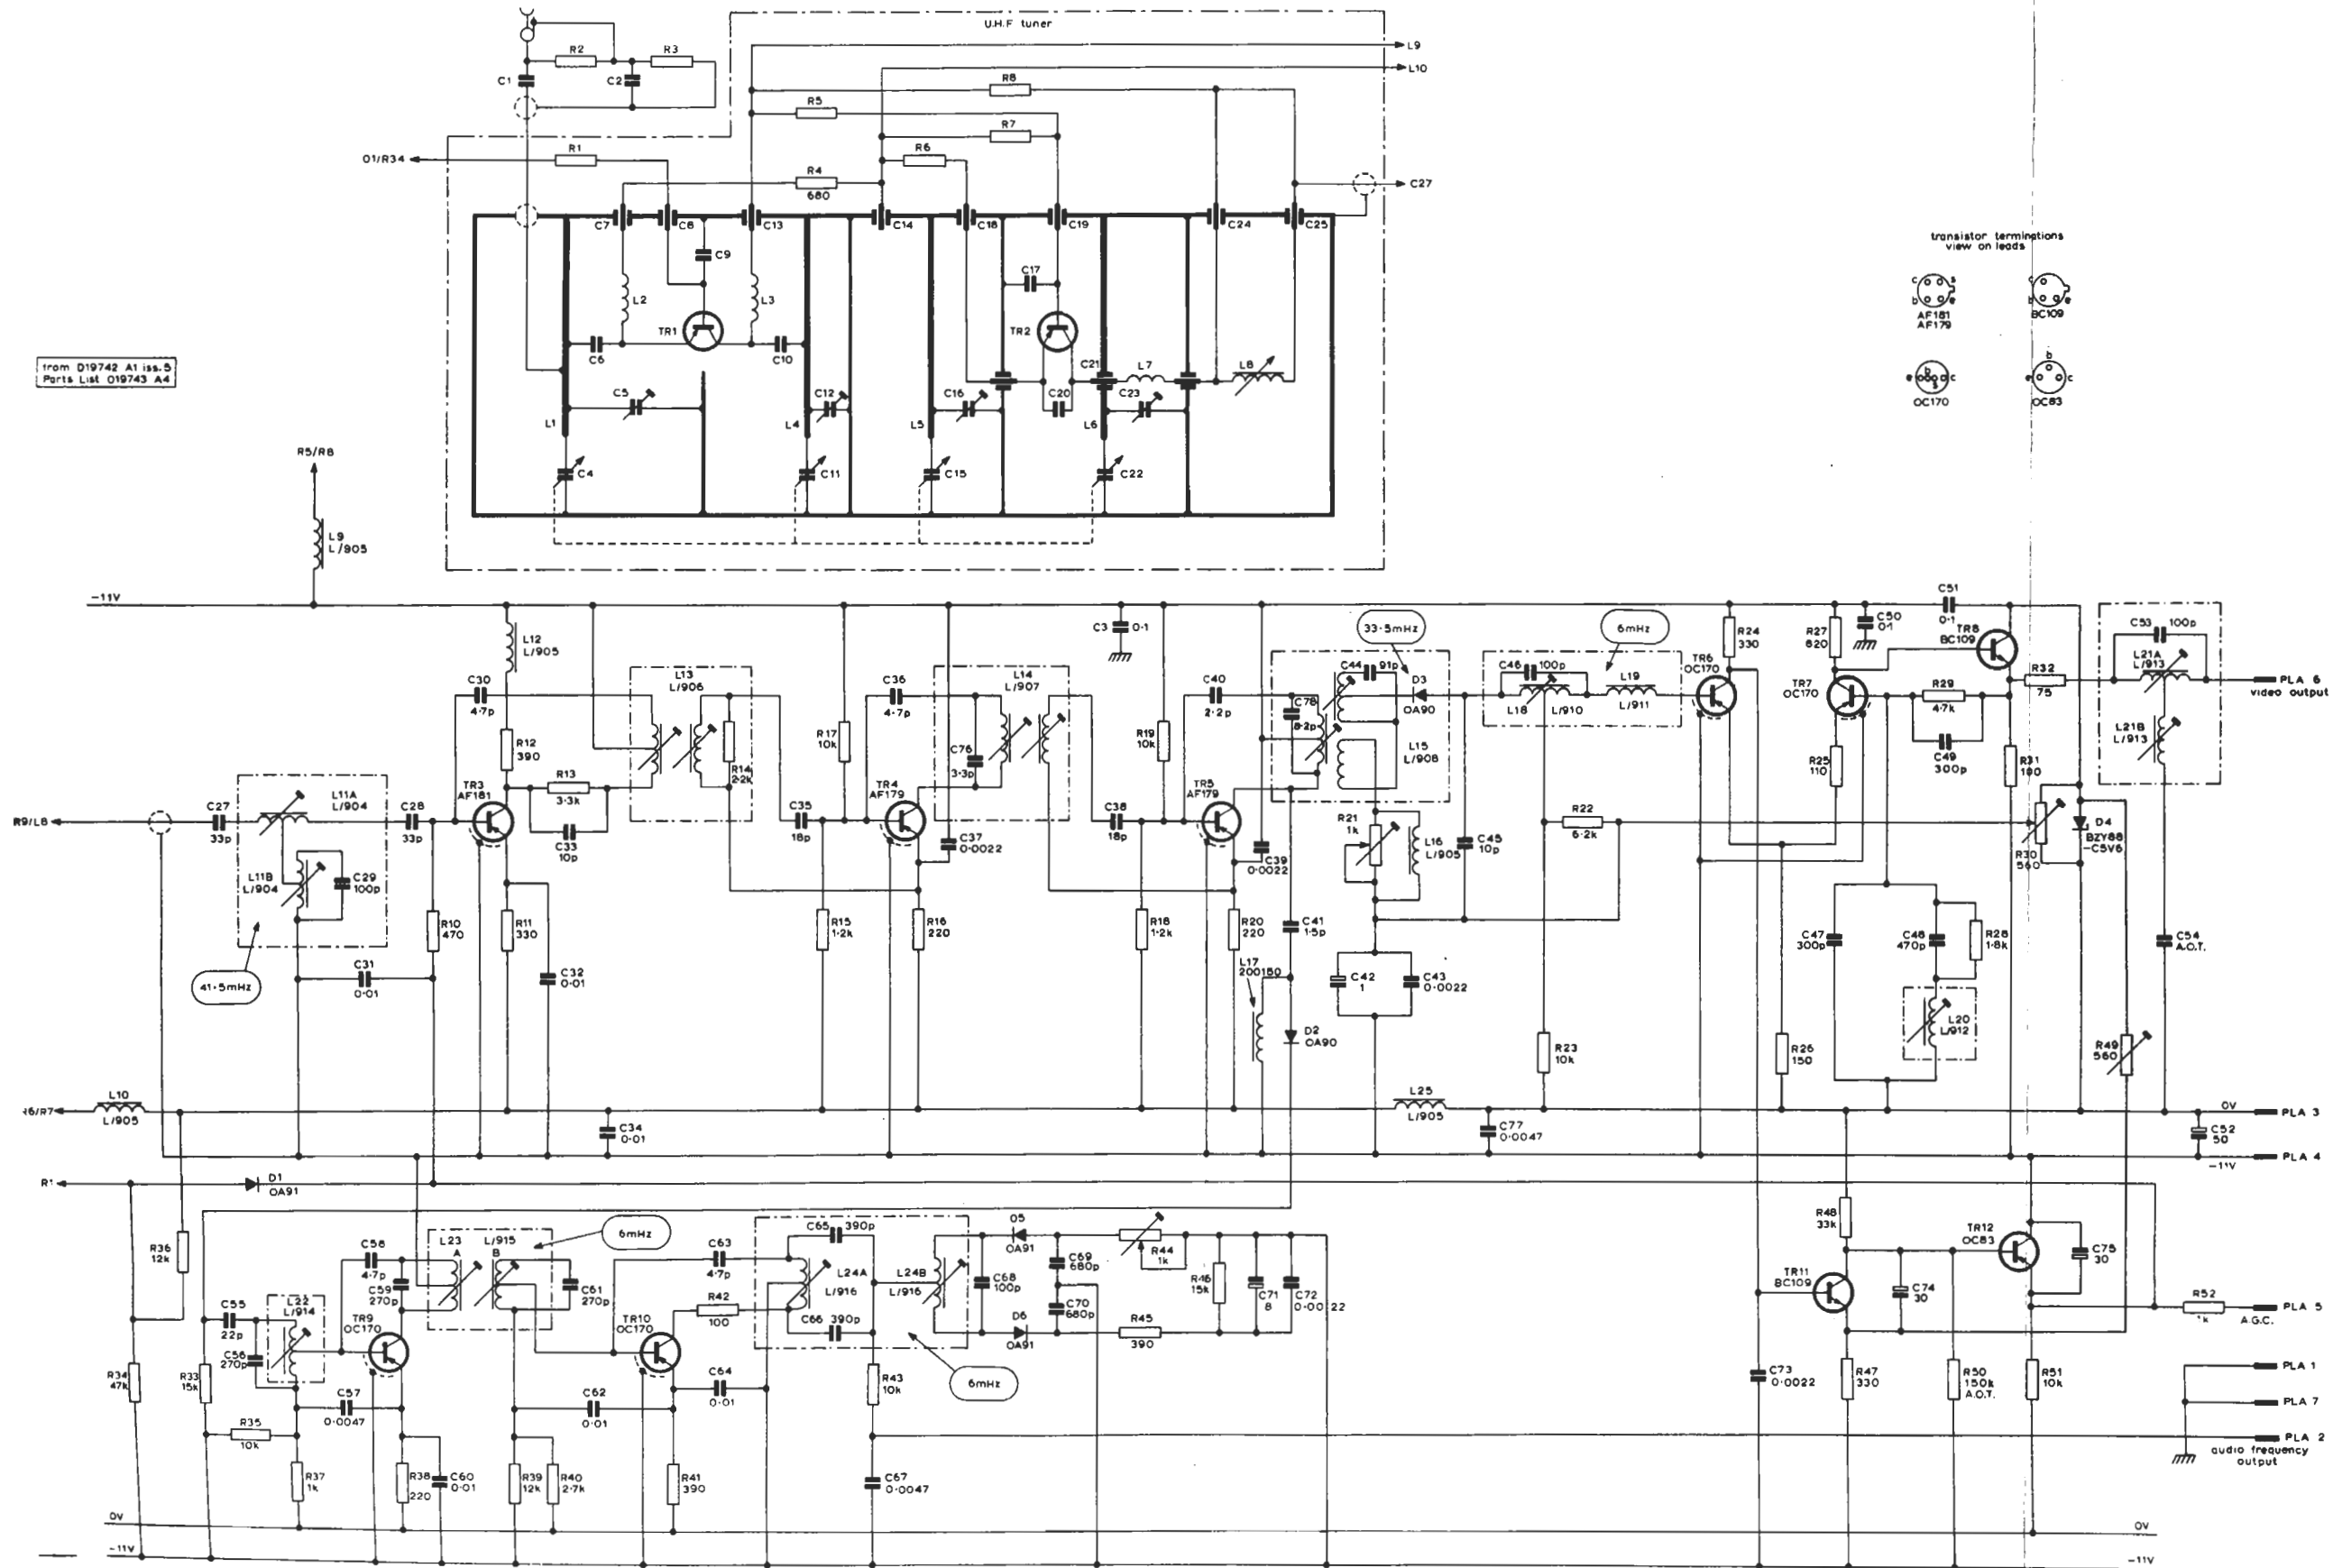 U.H.F tuner
R2
R3
C1
C2
L9
L10
R8
R5
R7
R6
R1
01/R34
R4
680
C27
C7
C8
C13
C14
C18
C19
C24
C25
C9
C17
L2
L3
TR1
TR2
C6
C10
C21
L7
L8
C5
C12
C16
C20
C23
L1
L4
L5
L6
C4
C11
C15
C22
transistor terminations
view on leads
c
s
b
e
AF181
AF179
c
b
e
BC109
e
b
s
c
OC170
b
e
c
OC83
from D19742 A1 iss.5
Parts List 019743 A4
R5/R8
L9
L/905
-11V
L12
L/905
C30
4·7p
R12
390
R13
3·3k
C33
10p
TR3
AF181
L13
L/906
R14
2·2k
R17
10k
C36
4·7p
L14
L/907
C76
3·3p
TR4
AF179
C35
18p
C37
0·0022
C3
0·1
R19
10k
C38
18p
C40
2·2p
TR5
AF179
C39
0·0022
33·5mHz
C44
91p
C78
8·2p
D3
OA90
L15
L/908
6mHz
C46
100p
L18
L/910
L19
L/911
R21
1k
L16
L/905
C45
10p
R22
6·2k
R24
330
TR6
OC170
R27
820
TR7
OC170
C50
0·1
C51
0·1
TR8
BC109
R29
4·7k
C49
300p
R25
110
R31
180
R32
75
C53
100p
L21A
L/913
L21B
L/913
PLA 6
video output
R30
560
D4
BZY88
-C5V6
R9/L8
C27
33p
L11A
L/904
C28
33p
L11B
L/904
C29
100p
41·5mHz
C31
0·01
R10
470
R11
330
C32
0·01
R15
1·2k
R16
220
R18
1·2k
R20
220
C41
1·5p
L17
200180
D2
OA90
C42
1
C43
0·0022
R23
10k
R26
150
C47
300p
C48
470p
R28
1·8k
L20
L/912
R49
560
C54
A.O.T.
R6/R7
L10
L/905
C34
0·01
L25
L/905
C77
0·0047
0V
PLA 3
C52
50
-11V
PLA 4
R1
D1
OA91
R36
12k
R34
47k
R33
15k
C55
22p
C56
270p
L22
L/914
R35
10k
C57
0·0047
R37
1k
C58
4·7p
C59
270p
TR9
OC170
R38
220
C60
0·01
L23
A
L/915
B
6mHz
C61
270p
C62
0·01
R39
12k
R40
2·7k
C63
4·7p
TR10
OC170
R42
100
C64
0·01
R41
390
C65
390p
L24A
L/916
L24B
L/916
C66
390p
6mHz
R43
10k
C67
0·0047
C68
100p
D5
OA91
D6
OA91
C69
680p
C70
680p
R44
1k
R45
390
R46
15k
C71
8
C72
0·0022
C73
0·0022
R48
33k
TR11
BC109
C74
30
TR12
OC83
C75
30
R47
330
R50
150k
A.O.T.
R51
10k
R52
1k
PLA 5
A.G.C.
PLA 1
PLA 7
PLA 2
audio frequency
output
0V
0V
-11V
-11V